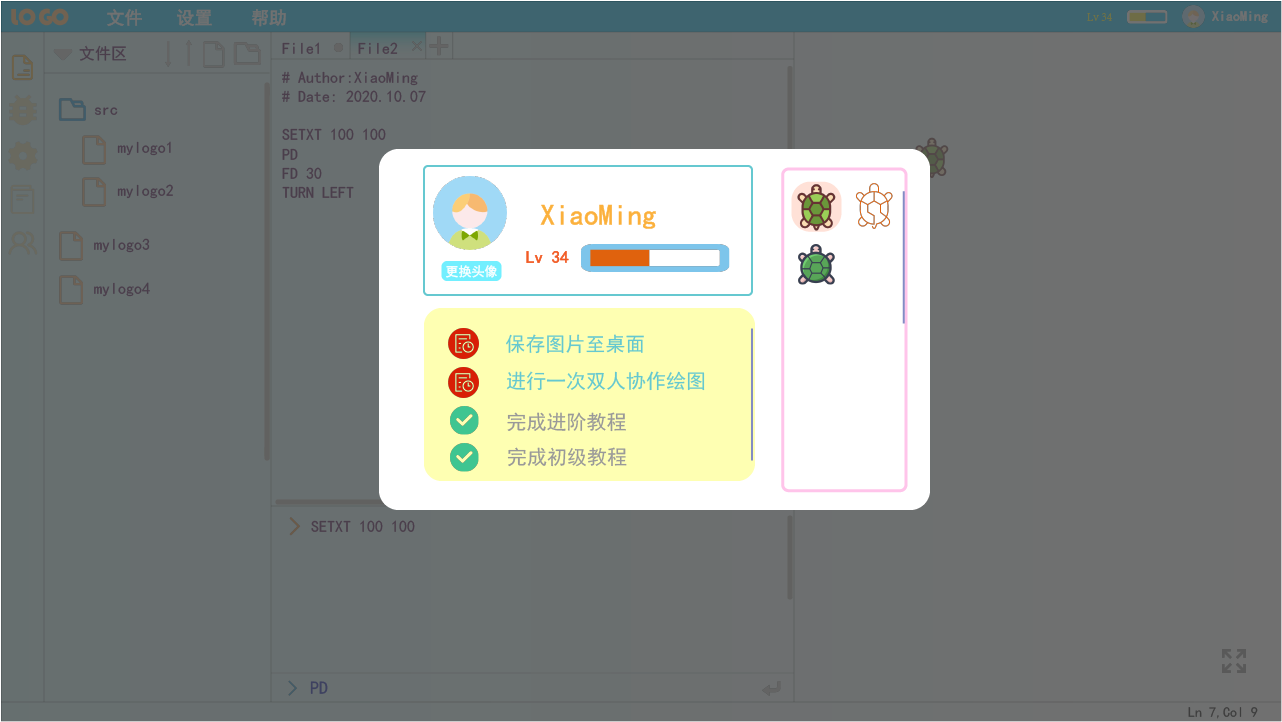 LOGO 文件 设置 帮助 Lv34 XiaoMing
文件区
File1 File2
src
mylogo1
mylogo2
mylogo3
mylogo4
# Author:XiaoMing
# Date: 2020.10.07
SETXT 100 100
PD
FD 30
TURN LEFT
XiaoMing
Lv 34
更换头像
保存图片至桌面
进行一次双人协作绘图
完成进阶教程
完成初级教程
SETXT 100 100
PD
Ln 7,Col 9